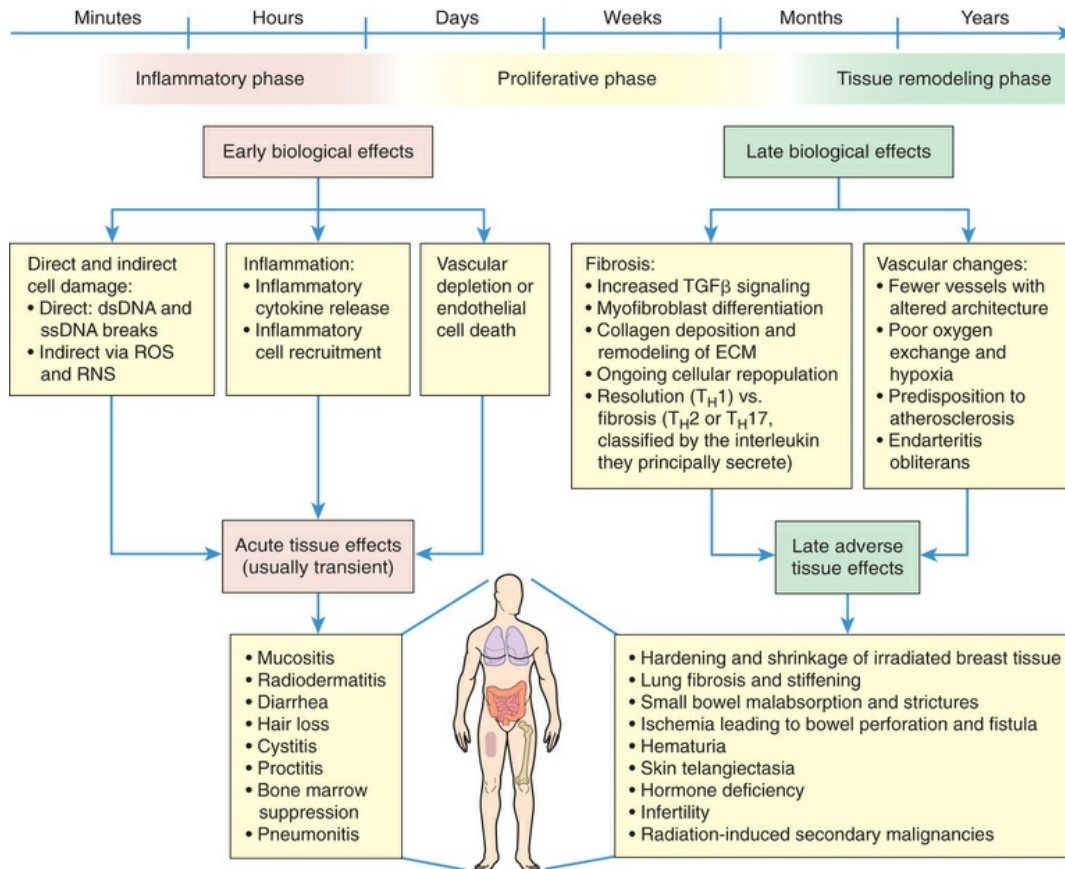 Minutes Hours Days Weeks Months Years
Inflammatory phase Proliferative phase Tissue remodeling phase
Early biological effects
Late biological effects
Direct and indirect
cell damage:
• Direct: dsDNA and
ssDNA breaks
• Indirect via ROS
and RNS
Inflammation:
• Inflammatory
cytokine release
• Inflammatory
cell recruitment
Vascular
depletion or
endothelial
cell death
Fibrosis:
• Increased TGFβ signaling
• Myofibroblast differentiation
• Collagen deposition and
remodeling of ECM
• Ongoing cellular repopulation
• Resolution (TH1) vs.
fibrosis (TH2 or TH17,
classified by the interleukin
they principally secrete)
Vascular changes:
• Fewer vessels with
altered architecture
• Poor oxygen
exchange and
hypoxia
• Predisposition to
atherosclerosis
• Endarteritis
obliterans
Acute tissue effects
(usually transient)
Late adverse
tissue effects
• Mucositis
• Radiodermatitis
• Diarrhea
• Hair loss
• Cystitis
• Proctitis
• Bone marrow
suppression
• Pneumonitis
• Hardening and shrinkage of irradiated breast tissue
• Lung fibrosis and stiffening
• Small bowel malabsorption and strictures
• Ischemia leading to bowel perforation and fistula
• Hematuria
• Skin telangiectasia
• Hormone deficiency
• Infertility
• Radiation-induced secondary malignancies